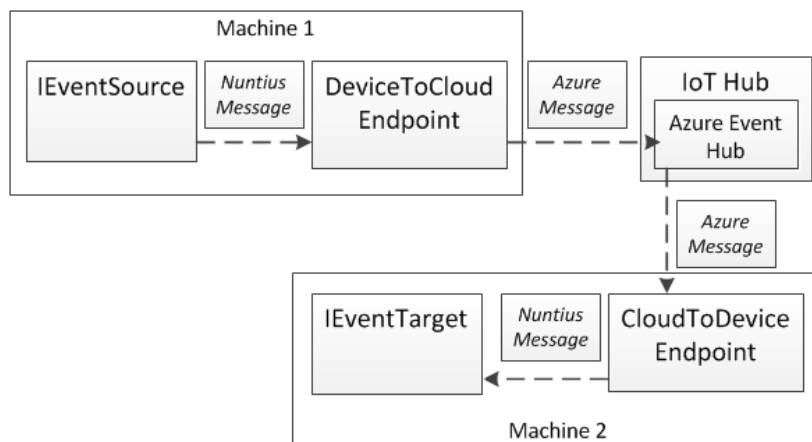 Machine 1
IEventSource
Nuntius
Message
DeviceToCloud
Endpoint
Azure
Message
IoT Hub
Azure Event
Hub
Azure
Message
IEventTarget
Nuntius
Message
CloudToDevice
Endpoint
Machine 2